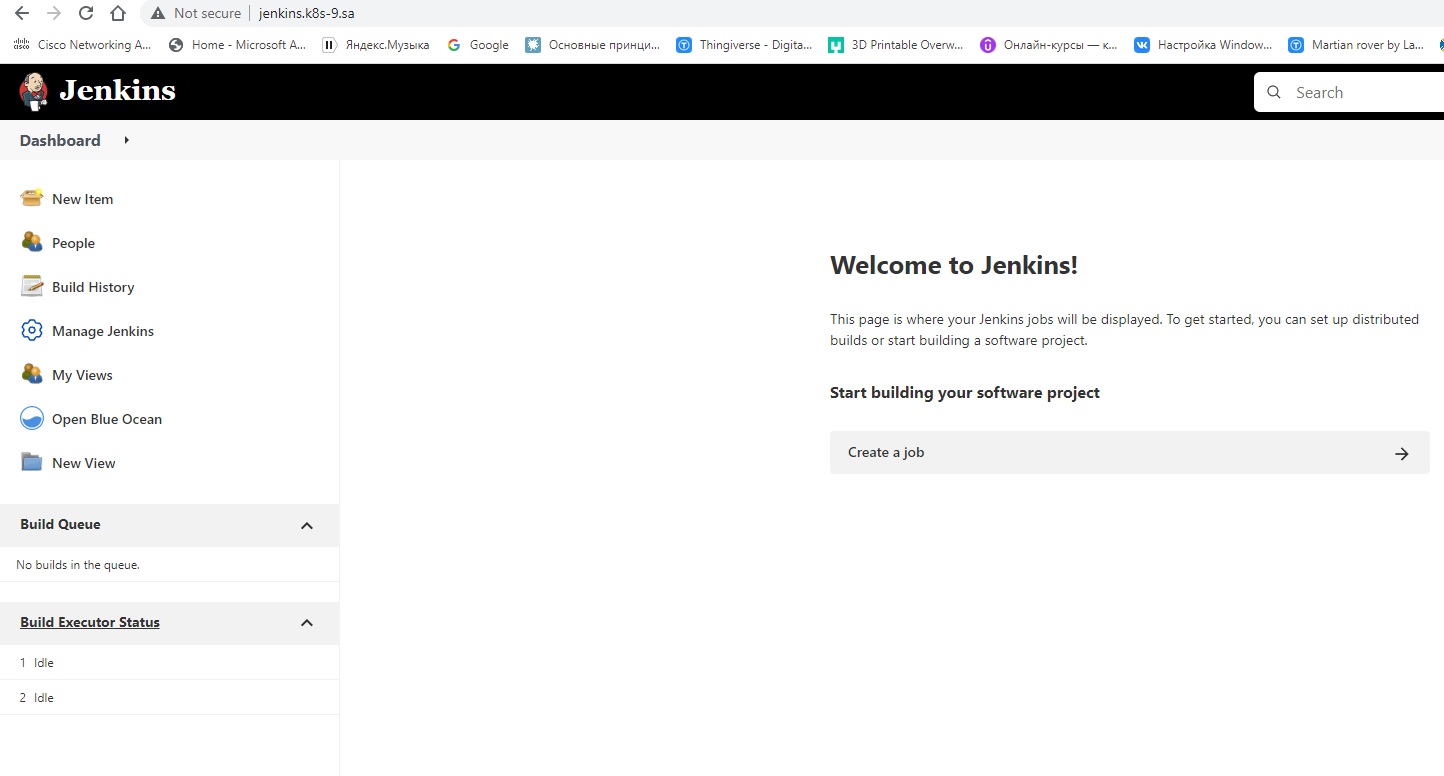 Not secure jenkins.k8s-9.sa
Cisco Networking A... Home - Microsoft A... Яндекс.Музыка Google Основные принци... Thingiverse - Digita... 3D Printable Overw... Онлайн-курсы — к... Настройка Window... Martian rover by La...
Jenkins Search
Dashboard
New Item
People
Build History
Manage Jenkins
My Views
Open Blue Ocean
New View
Build Queue
No builds in the queue.
Build Executor Status
1 Idle
2 Idle
Welcome to Jenkins!
This page is where your Jenkins jobs will be displayed. To get started, you can set up distributed
builds or start building a software project.
Start building your software project
Create a job